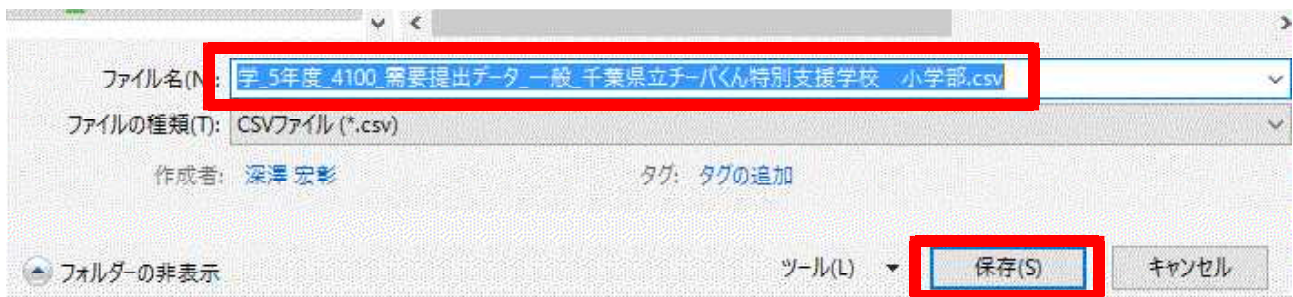 ファイル名(N):
学_5年度_4100_需要提出データ_一般_千葉県立チーバくん特別支援学校　小学部.csv
ファイルの種類(T): CSVファイル (*.csv)
作成者: 深澤 宏彰 タグ: タグの追加
フォルダーの非表示 ツール(L) 保存(S) キャンセル